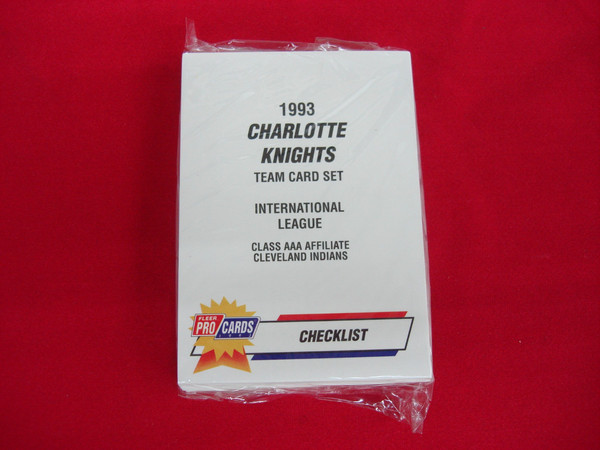 1993
CHARLOTTE
KNIGHTS
TEAM CARD SET
INTERNATIONAL
LEAGUE
CLASS AAA AFFILIATE
CLEVELAND INDIANS
FLEER
PRO CARDS
CHECKLIST